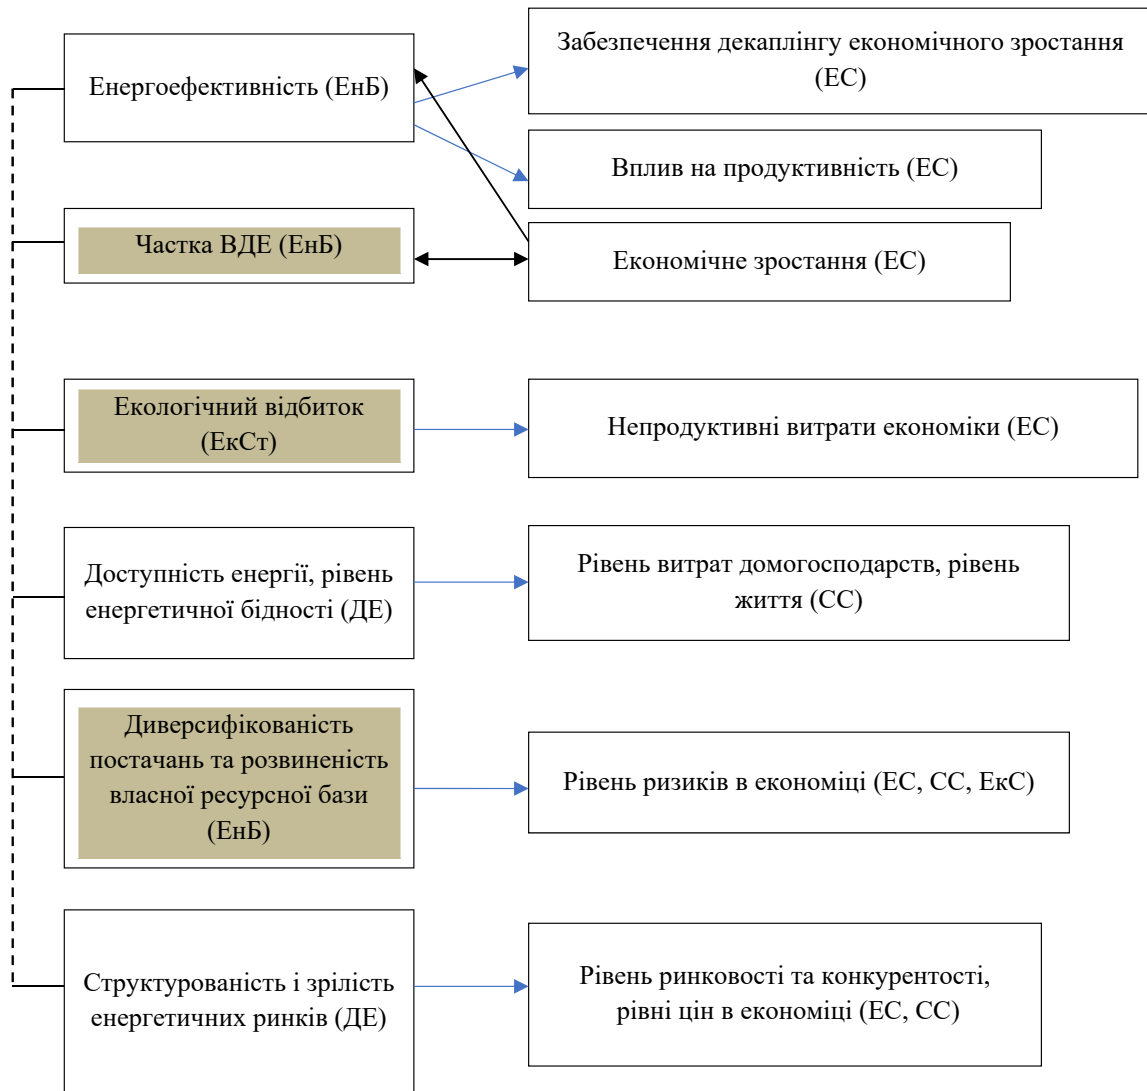 Енергоефективність (ЕнБ)
Забезпечення декаплінгу економічного зростання
(ЕС)
Вплив на продуктивність (ЕС)
Частка ВДЕ (ЕнБ)
Економічне зростання (ЕС)
Екологічний відбиток
(ЕкСт)
Непродуктивні витрати економіки (ЕС)
Доступність енергії, рівень
енергетичної бідності (ДЕ)
Рівень витрат домогосподарств, рівень
життя (СС)
Диверсифікованість
постачань та розвиненість
власної ресурсної бази
(ЕнБ)
Рівень ризиків в економіці (ЕС, СС, ЕкС)
Структурованість і зрілість
енергетичних ринків (ДЕ)
Рівень ринковості та конкурентості,
рівні цін в економіці (ЕС, СС)